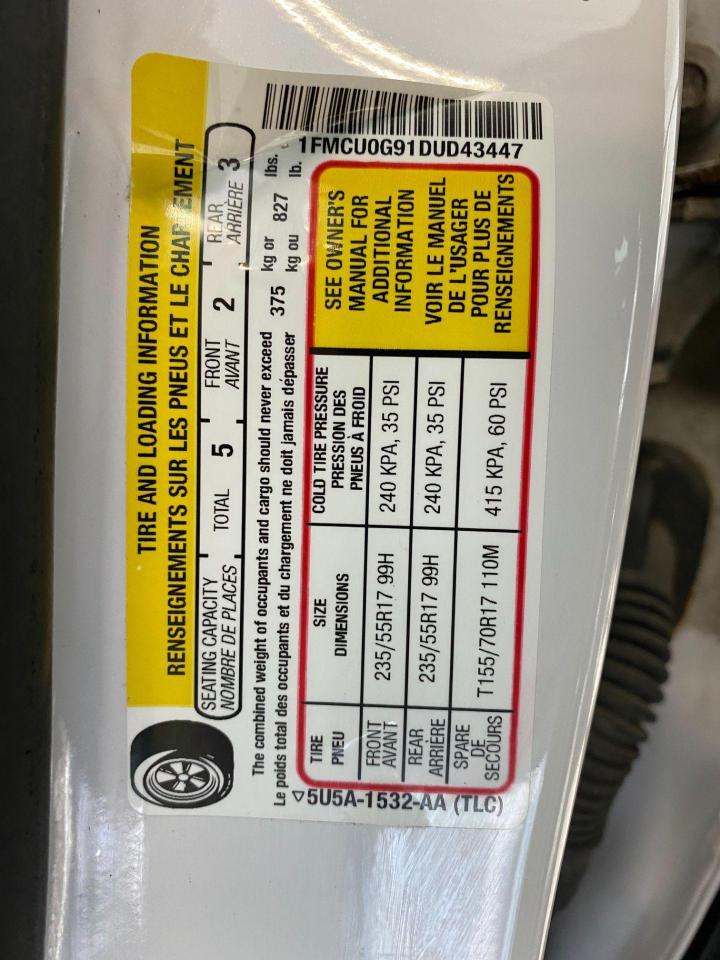 TIRE AND LOADING INFORMATION
RENSEIGNEMENTS SUR LES PNEUS ET LE CHARGEMENT
SEATING CAPACITY
NOMBRE DE PLACES
TOTAL 5
FRONT
AVANT 2
REAR
ARRIÈRE 3
The combined weight of occupants and cargo should never exceed 375 kg or 827 lbs.
Le poids total des occupants et du chargement ne doit jamais dépasser kg ou lb.
1FMCU0G91DUD43447
TIRE
PNEU
SIZE
DIMENSIONS
COLD TIRE PRESSURE
PRESSION DES
PNEUS À FROID
FRONT
AVANT
235/55R17 99H
240 KPA, 35 PSI
REAR
ARRIÈRE
235/55R17 99H
240 KPA, 35 PSI
SPARE
DE
SECOURS
T155/70R17 110M
415 KPA, 60 PSI
SEE OWNER'S
MANUAL FOR
ADDITIONAL
INFORMATION
VOIR LE MANUEL
DE L'USAGER
POUR PLUS DE
RENSEIGNEMENTS
▽5U5A-1532-AA (TLC)